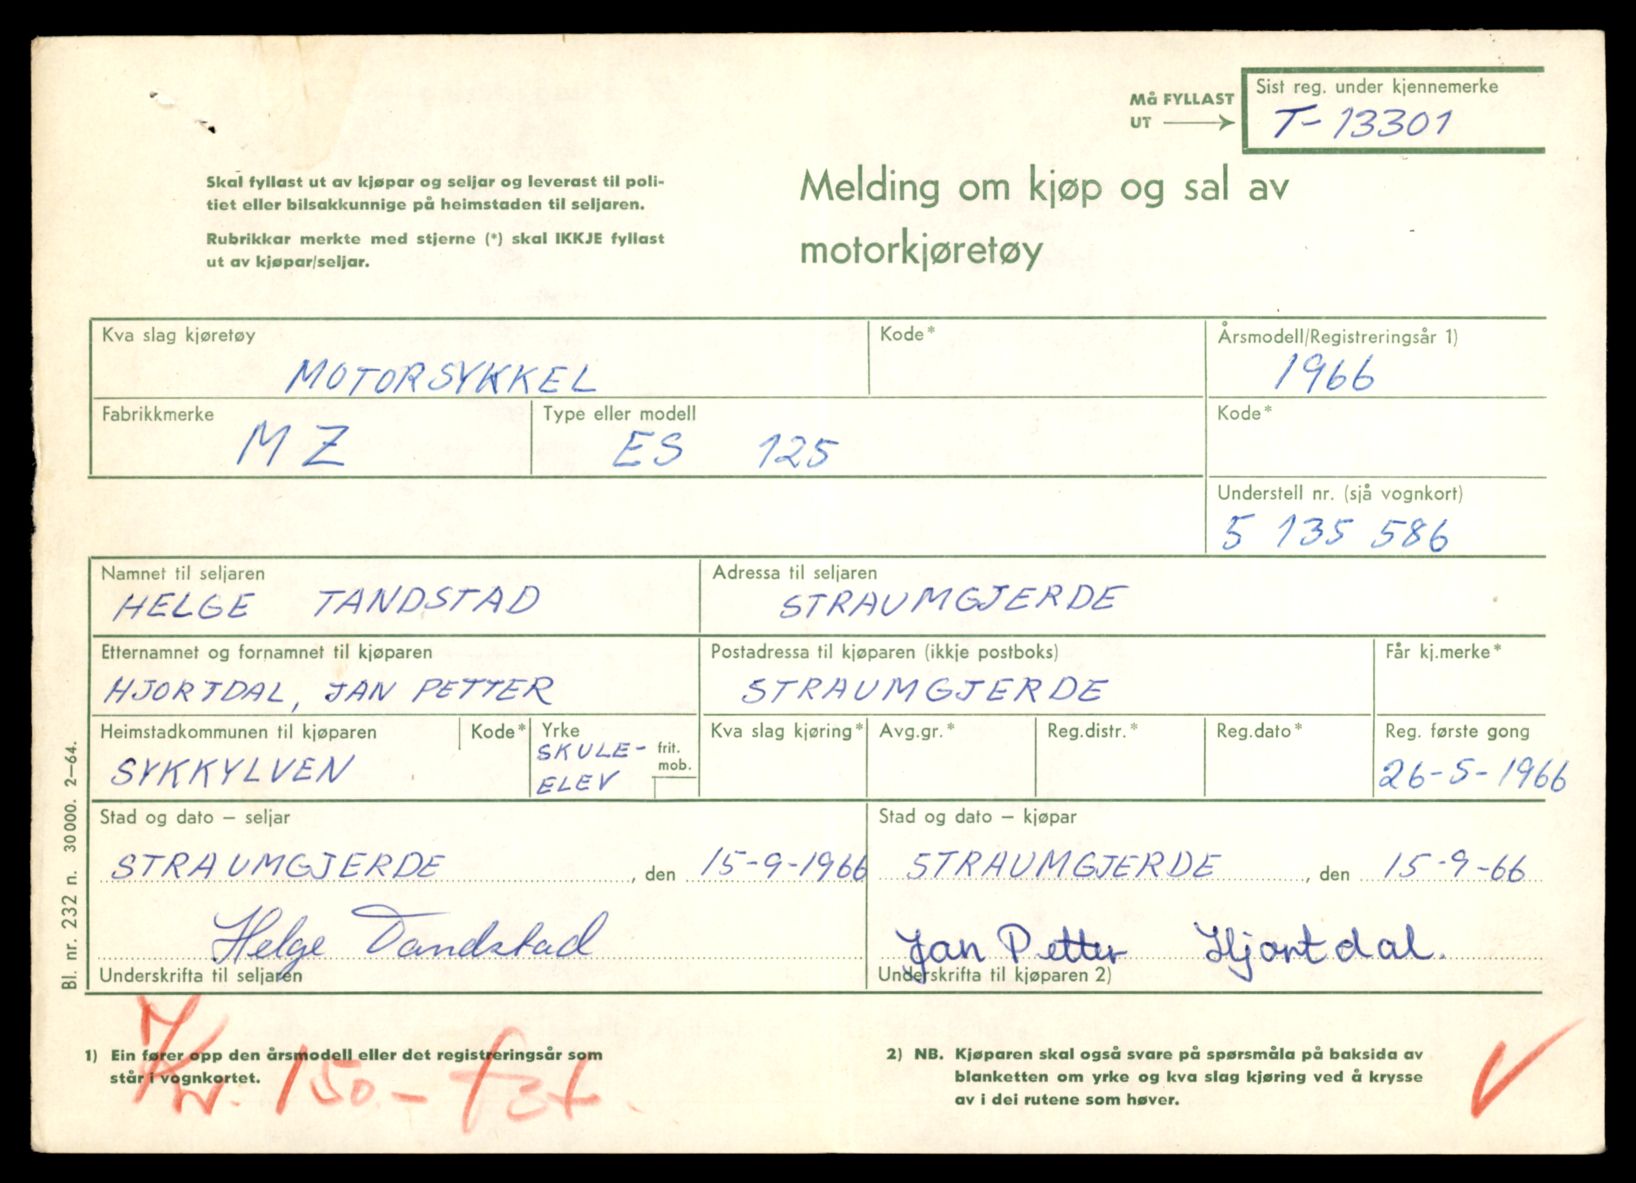 Må FYLLAST
UT
Sist reg. under kjennemerke
T-13301
Skal fyllast ut av kjøpar og seljar og leverast til poli-
tiet eller bilsakkunnige på heimstaden til seljaren.
Rubrikkar merkte med stjerne (*) skal IKKJE fyllast
ut av kjøpar/seljar.
Melding om kjøp og sal av
motorkjøretøy
Kva slag kjøretøy
MOTORSYKKEL
Kode*
Årsmodell/Registreringsår 1)
1966
Fabrikkmerke
MZ
Type eller modell
ES 125
Kode*
Understell nr. (sjå vognkort)
5 135 586
Namnet til seljaren
HELGE TANDSTAD
Adressa til seljaren
STRAUMGJERDE
Etternamnet og fornamnet til kjøparen
HJORTDAL, JAN PETTER
Postadressa til kjøparen (ikkje postboks)
STRAUMGJERDE
Får kj.merke*
Heimstadkommunen til kjøparen
SYKKYLVEN
Kode*
Yrke
SKULE-
ELEV
frit.
mob.
Kva slag kjøring*
Avg.gr.*
Reg.distr.*
Reg.dato*
Reg. første gong
26-5-1966
Stad og dato – seljar
STRAUMGJERDE, den 15-9-1966
Helge Tandstad
Underskrifta til seljaren
Stad og dato – kjøpar
STRAUMGJERDE, den 15-9-66
Jan Petter Hjortdal.
Underskrifta til kjøparen 2)
Bl. nr. 232 n. 30000. 2–64.
1) Ein fører opp den årsmodell eller det registreringsår som
står i vognkortet.
Kr. 150.-
2) NB. Kjøparen skal også svare på spørsmåla på baksida av
blanketten om yrke og kva slag kjøring ved å krysse
av i dei rutene som høver.